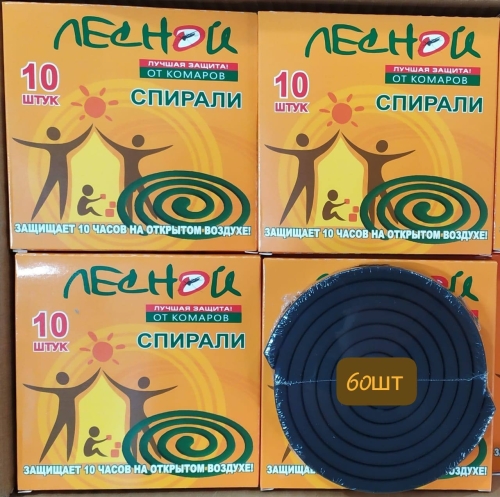 ЛЕСНОЙ
ЛУЧШАЯ ЗАЩИТА!
ОТ КОМАРОВ
10
ШТУК
СПИРАЛИ
ЗАЩИЩАЕТ 10 ЧАСОВ НА ОТКРЫТОМ ВОЗДУХЕ!
ЛЕСНОЙ
ЛУЧШАЯ ЗАЩИТА!
ОТ КОМАРОВ
10
ШТУК
СПИРАЛИ
ЗАЩИЩАЕТ 10 ЧАСОВ НА ОТКРЫТОМ ВОЗДУХЕ!
ЛЕСНОЙ
ЛУЧШАЯ ЗАЩИТА!
ОТ КОМАРОВ
10
ШТУК
СПИРАЛИ
ЗАЩИЩАЕТ 10 ЧАСОВ НА ОТКРЫТОМ ВОЗДУХЕ!
ЛЕСНОЙ
60шт